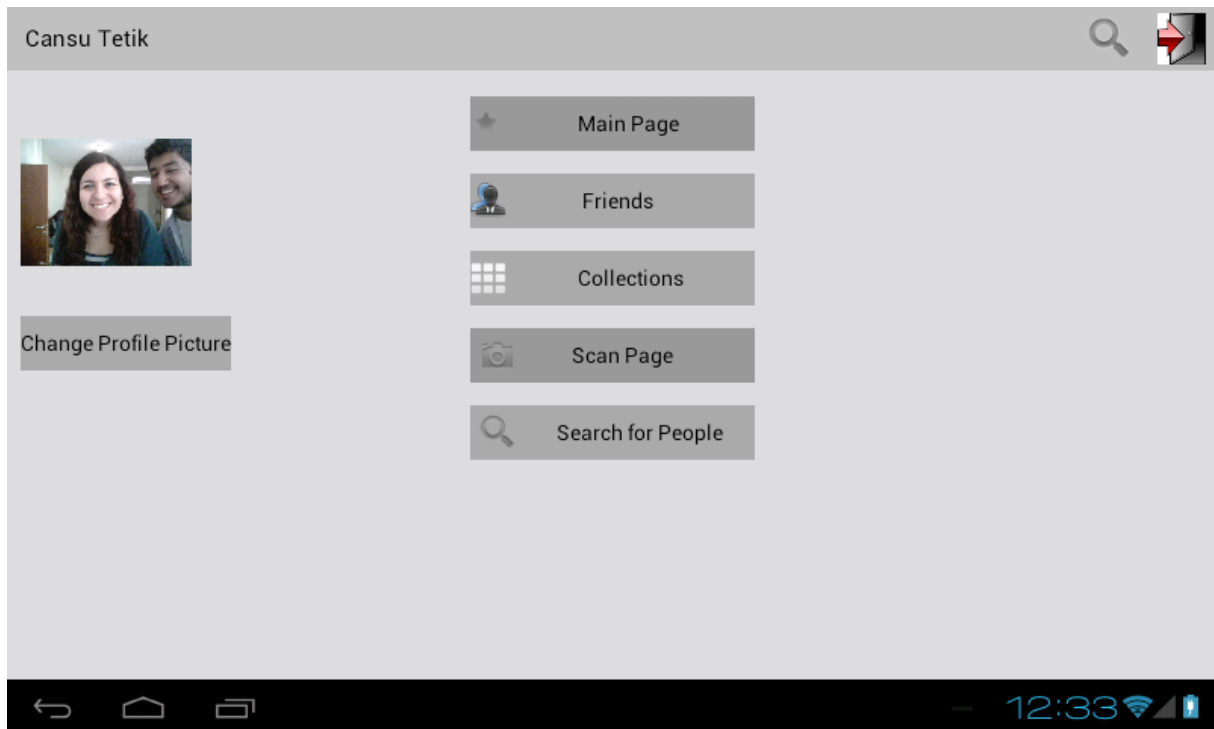 Cansu Tetik
Main Page
Friends
Collections
Scan Page
Search for People
Change Profile Picture
12:33